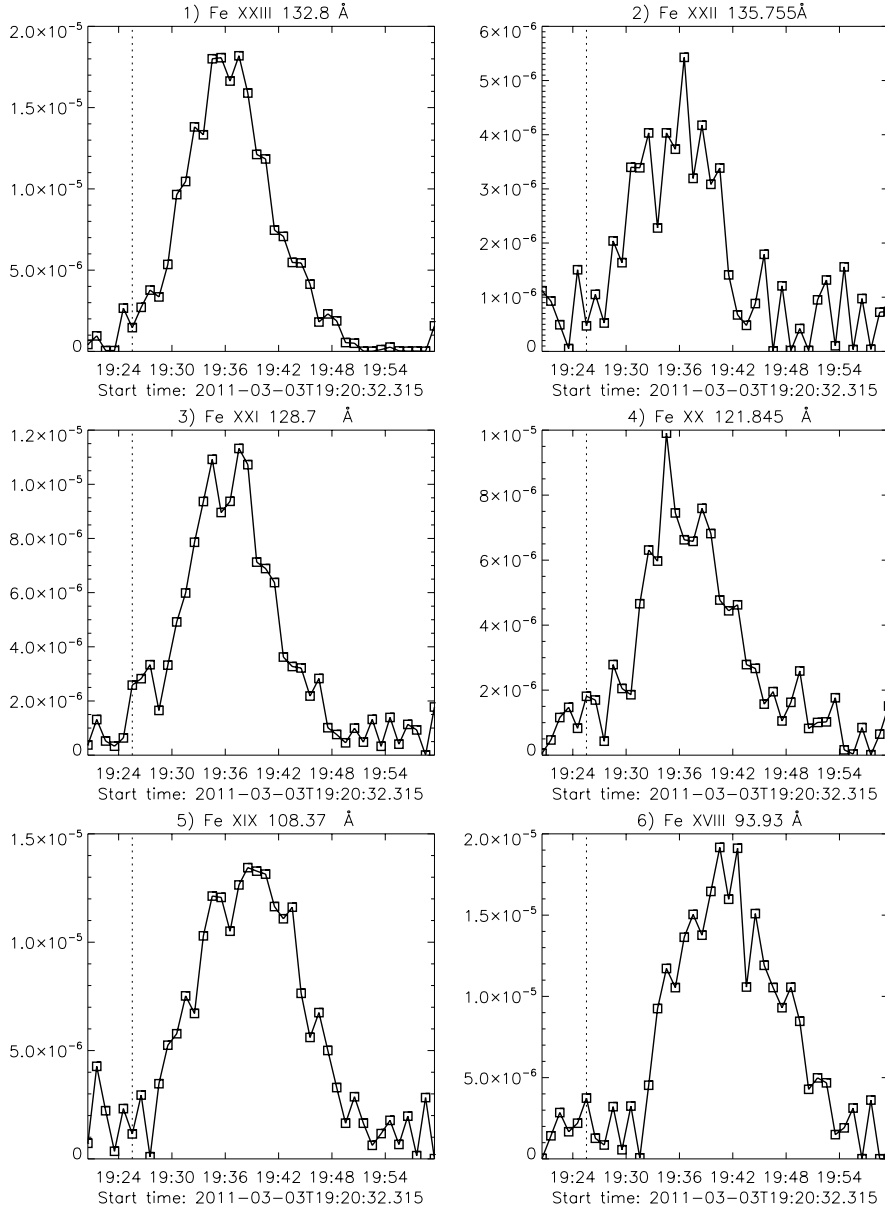 1) Fe XXIII 132.8 Å
2.0×10⁻⁵
1.5×10⁻⁵
1.0×10⁻⁵
5.0×10⁻⁶
0
19:24 19:30 19:36 19:42 19:48 19:54
Start time: 2011-03-03T19:20:32.315
2) Fe XXII 135.755Å
6×10⁻⁶
5×10⁻⁶
4×10⁻⁶
3×10⁻⁶
2×10⁻⁶
1×10⁻⁶
0
19:24 19:30 19:36 19:42 19:48 19:54
Start time: 2011-03-03T19:20:32.315
3) Fe XXI 128.7 Å
1.2×10⁻⁵
1.0×10⁻⁵
8.0×10⁻⁶
6.0×10⁻⁶
4.0×10⁻⁶
2.0×10⁻⁶
0
19:24 19:30 19:36 19:42 19:48 19:54
Start time: 2011-03-03T19:20:32.315
4) Fe XX 121.845 Å
1×10⁻⁵
8×10⁻⁶
6×10⁻⁶
4×10⁻⁶
2×10⁻⁶
0
19:24 19:30 19:36 19:42 19:48 19:54
Start time: 2011-03-03T19:20:32.315
5) Fe XIX 108.37 Å
1.5×10⁻⁵
1.0×10⁻⁵
5.0×10⁻⁶
0
19:24 19:30 19:36 19:42 19:48 19:54
Start time: 2011-03-03T19:20:32.315
6) Fe XVIII 93.93 Å
2.0×10⁻⁵
1.5×10⁻⁵
1.0×10⁻⁵
5.0×10⁻⁶
0
19:24 19:30 19:36 19:42 19:48 19:54
Start time: 2011-03-03T19:20:32.315